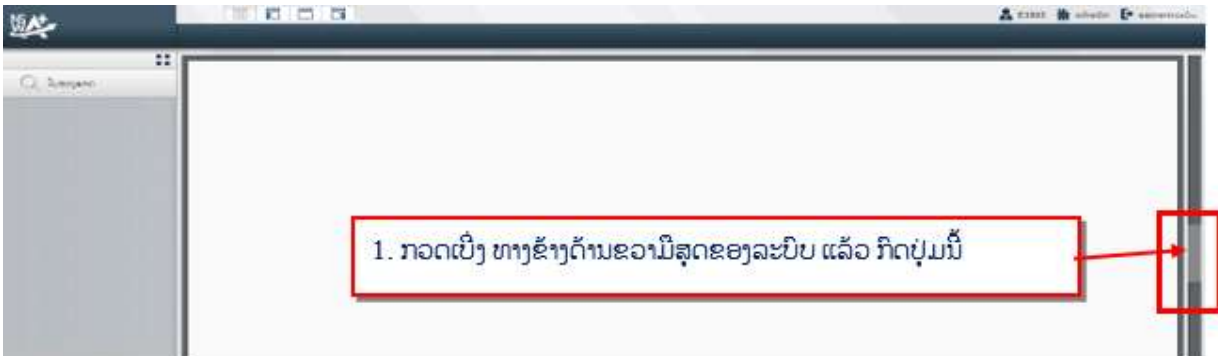 1. ກວດເບີ່ງ ທາງຂ້າງດ້ານຂວາມືສຸດຂອງລະບົບ ແລ້ວ ກົດປຸ່ມນີ້